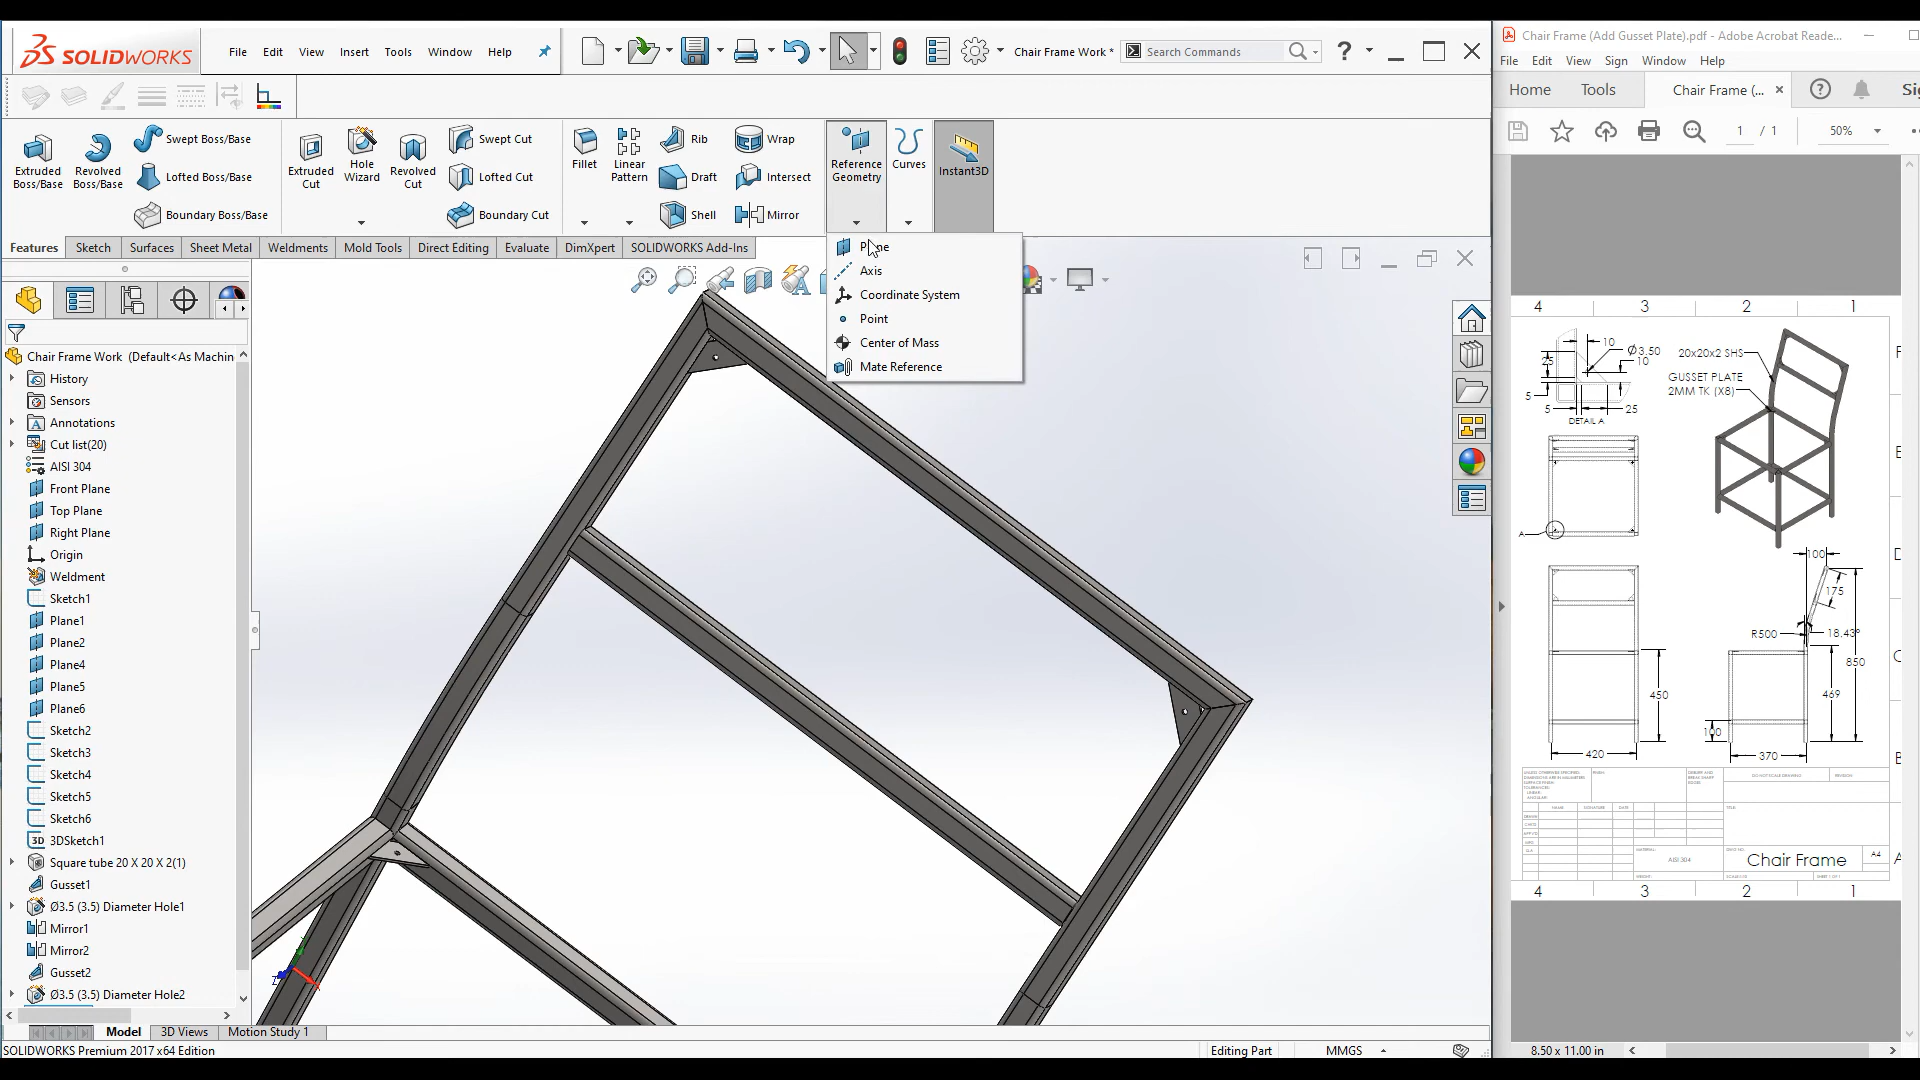 SOLIDWORKS
File Edit View Insert Tools Window Help
Chair Frame Work *
Search Commands
?
Extruded Boss/Base
Revolved Boss/Base
Swept Boss/Base
Lofted Boss/Base
Boundary Boss/Base
Extruded Cut
Hole Wizard
Revolved Cut
Swept Cut
Lofted Cut
Boundary Cut
Fillet
Linear Pattern
Rib
Draft
Shell
Wrap
Intersect
Mirror
Reference Geometry
Curves
Instant3D
Features Sketch Surfaces Sheet Metal Weldments Mold Tools Direct Editing Evaluate DimXpert SOLIDWORKS Add-Ins
Plane
Axis
Coordinate System
Point
Center of Mass
Mate Reference
Chair Frame Work (Default<As Machin
History
Sensors
Annotations
Cut list(20)
AISI 304
Front Plane
Top Plane
Right Plane
Origin
Weldment
Sketch1
Plane1
Plane2
Plane4
Plane5
Plane6
Sketch2
Sketch3
Sketch4
Sketch5
Sketch6
3D 3DSketch1
Square tube 20 X 20 X 2(1)
Gusset1
Ø3.5 (3.5) Diameter Hole1
Mirror1
Mirror2
Gusset2
Ø3.5 (3.5) Diameter Hole2
Model 3D Views Motion Study 1
SOLIDWORKS Premium 2017 x64 Edition
Editing Part
MMGS
Chair Frame (Add Gusset Plate).pdf - Adobe Acrobat Reade...
File Edit View Sign Window Help
Home Tools Chair Frame (... ×
Sig
1 / 1
50%
4 3 2 1
10
Ø3.50
10
25
5
5
25
DETAIL A
20x20x2 SHS
GUSSET PLATE
2MM TK (X8)
A
100
175
R500
18.43°
850
450
469
100
420
370
AISI 304
Chair Frame
A4
4 3 2 1
8.50 x 11.00 in